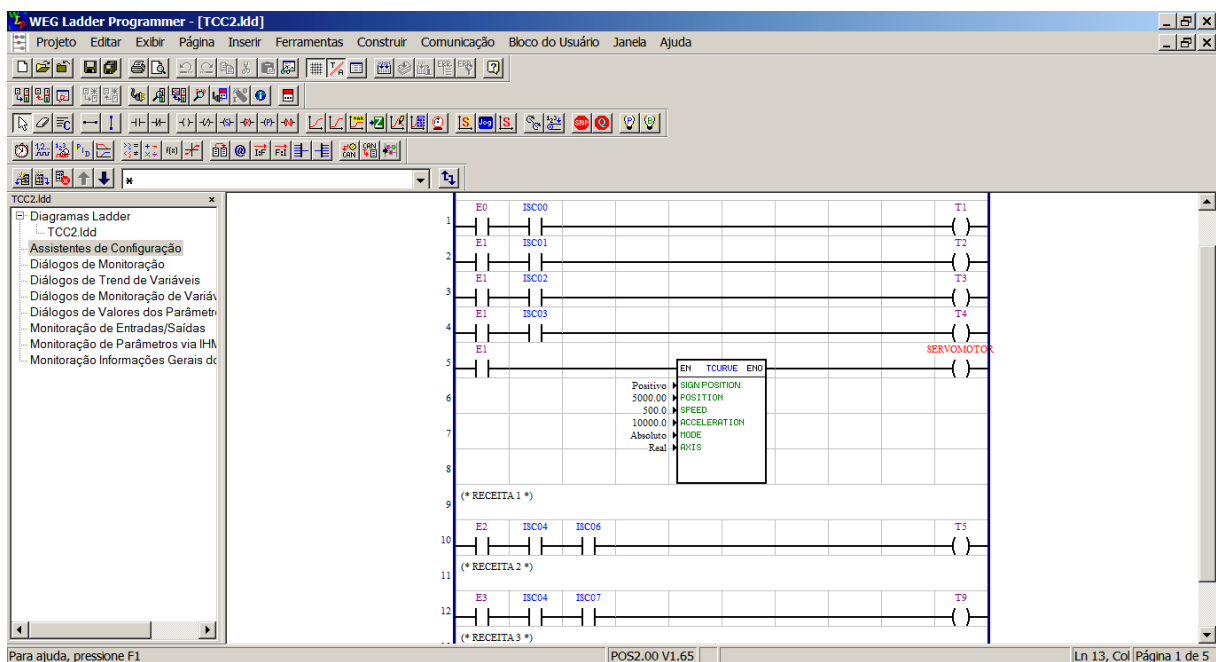 WEG Ladder Programmer - [TCC2.ldd]
Projeto Editar Exibir Página Inserir Ferramentas Construir Comunicação Bloco do Usuário Janela Ajuda
TCC2.ldd
Diagramas Ladder
TCC2.ldd
Assistentes de Configuração
Diálogos de Monitoração
Diálogos de Trend de Variáveis
Diálogos de Monitoração de Variáv
Diálogos de Valores dos Parâmetr
Monitoração de Entradas/Saídas
Monitoração de Parâmetros via IHM
Monitoração Informações Gerais do
E0 ISC00 T1
1
E1 ISC01 T2
2
E1 ISC02 T3
3
E1 ISC03 T4
4
E1 SERVOMOTOR
5
EN TCURVE ENO
Positivo SIGN POSITION
6 5000.00 POSITION
500.0 SPEED
10000.0 ACCELERATION
7 Absoluto MODE
Real AXIS
8
(* RECEITA 1 *)
9
E2 ISC04 ISC06 T5
10
(* RECEITA 2 *)
11
E3 ISC04 ISC07 T9
12
(* RECEITA 3 *)
Para ajuda, pressione F1
POS2.00 V1.65
Ln 13, Col Página 1 de 5